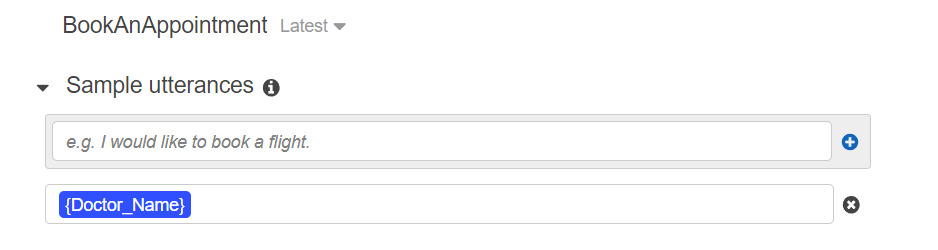 BookAnAppointment Latest
Sample utterances
e.g. I would like to book a flight.
{Doctor_Name}